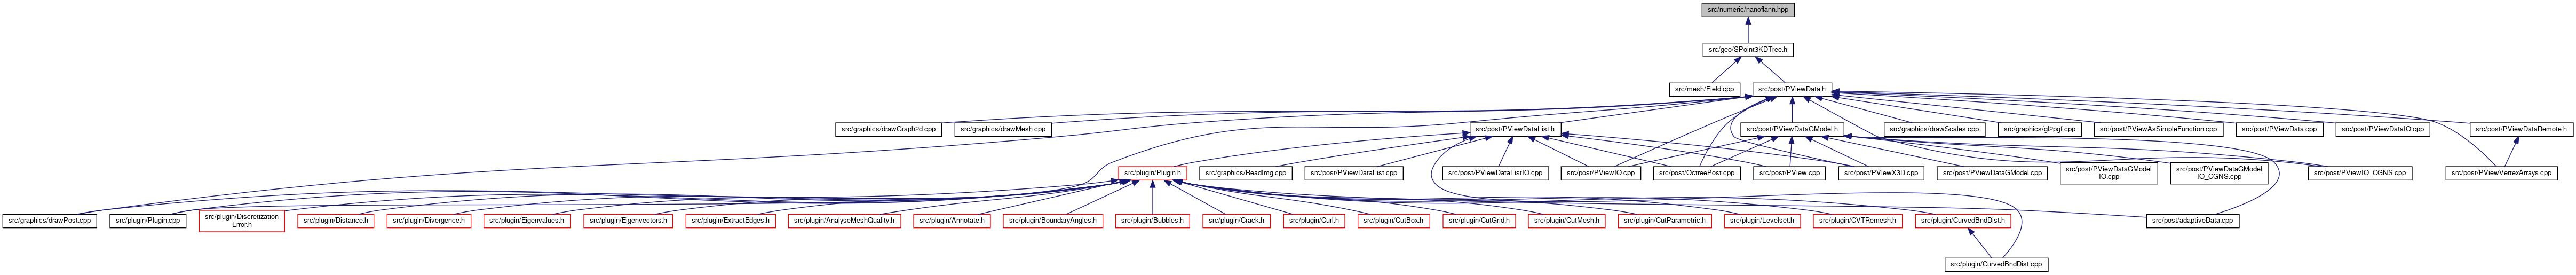 src/numeric/nanoflann.hpp
src/geo/SPoint3KDTree.h
src/mesh/Field.cpp
src/post/PViewData.h
src/graphics/drawGraph2d.cpp
src/graphics/drawMesh.cpp
src/post/PViewDataList.h
src/post/PViewDataGModel.h
src/graphics/drawScales.cpp
src/graphics/gl2pgf.cpp
src/post/PViewAsSimpleFunction.cpp
src/post/PViewData.cpp
src/post/PViewDataIO.cpp
src/post/PViewDataRemote.h
src/plugin/Plugin.h
src/graphics/ReadImg.cpp
src/post/PViewDataList.cpp
src/post/PViewDataListIO.cpp
src/post/PViewIO.cpp
src/post/OctreePost.cpp
src/post/PView.cpp
src/post/PViewX3D.cpp
src/post/PViewDataGModel.cpp
src/post/PViewDataGModel
IO.cpp
src/post/PViewDataGModel
IO_CGNS.cpp
src/post/PViewIO_CGNS.cpp
src/post/PViewVertexArrays.cpp
src/graphics/drawPost.cpp
src/plugin/Plugin.cpp
src/plugin/Discretization
Error.h
src/plugin/Distance.h
src/plugin/Divergence.h
src/plugin/Eigenvalues.h
src/plugin/Eigenvectors.h
src/plugin/ExtractEdges.h
src/plugin/AnalyseMeshQuality.h
src/plugin/Annotate.h
src/plugin/BoundaryAngles.h
src/plugin/Bubbles.h
src/plugin/Crack.h
src/plugin/Curl.h
src/plugin/CutBox.h
src/plugin/CutGrid.h
src/plugin/CutMesh.h
src/plugin/CutParametric.h
src/plugin/Levelset.h
src/plugin/CVTRemesh.h
src/plugin/CurvedBndDist.h
src/post/adaptiveData.cpp
src/plugin/CurvedBndDist.cpp